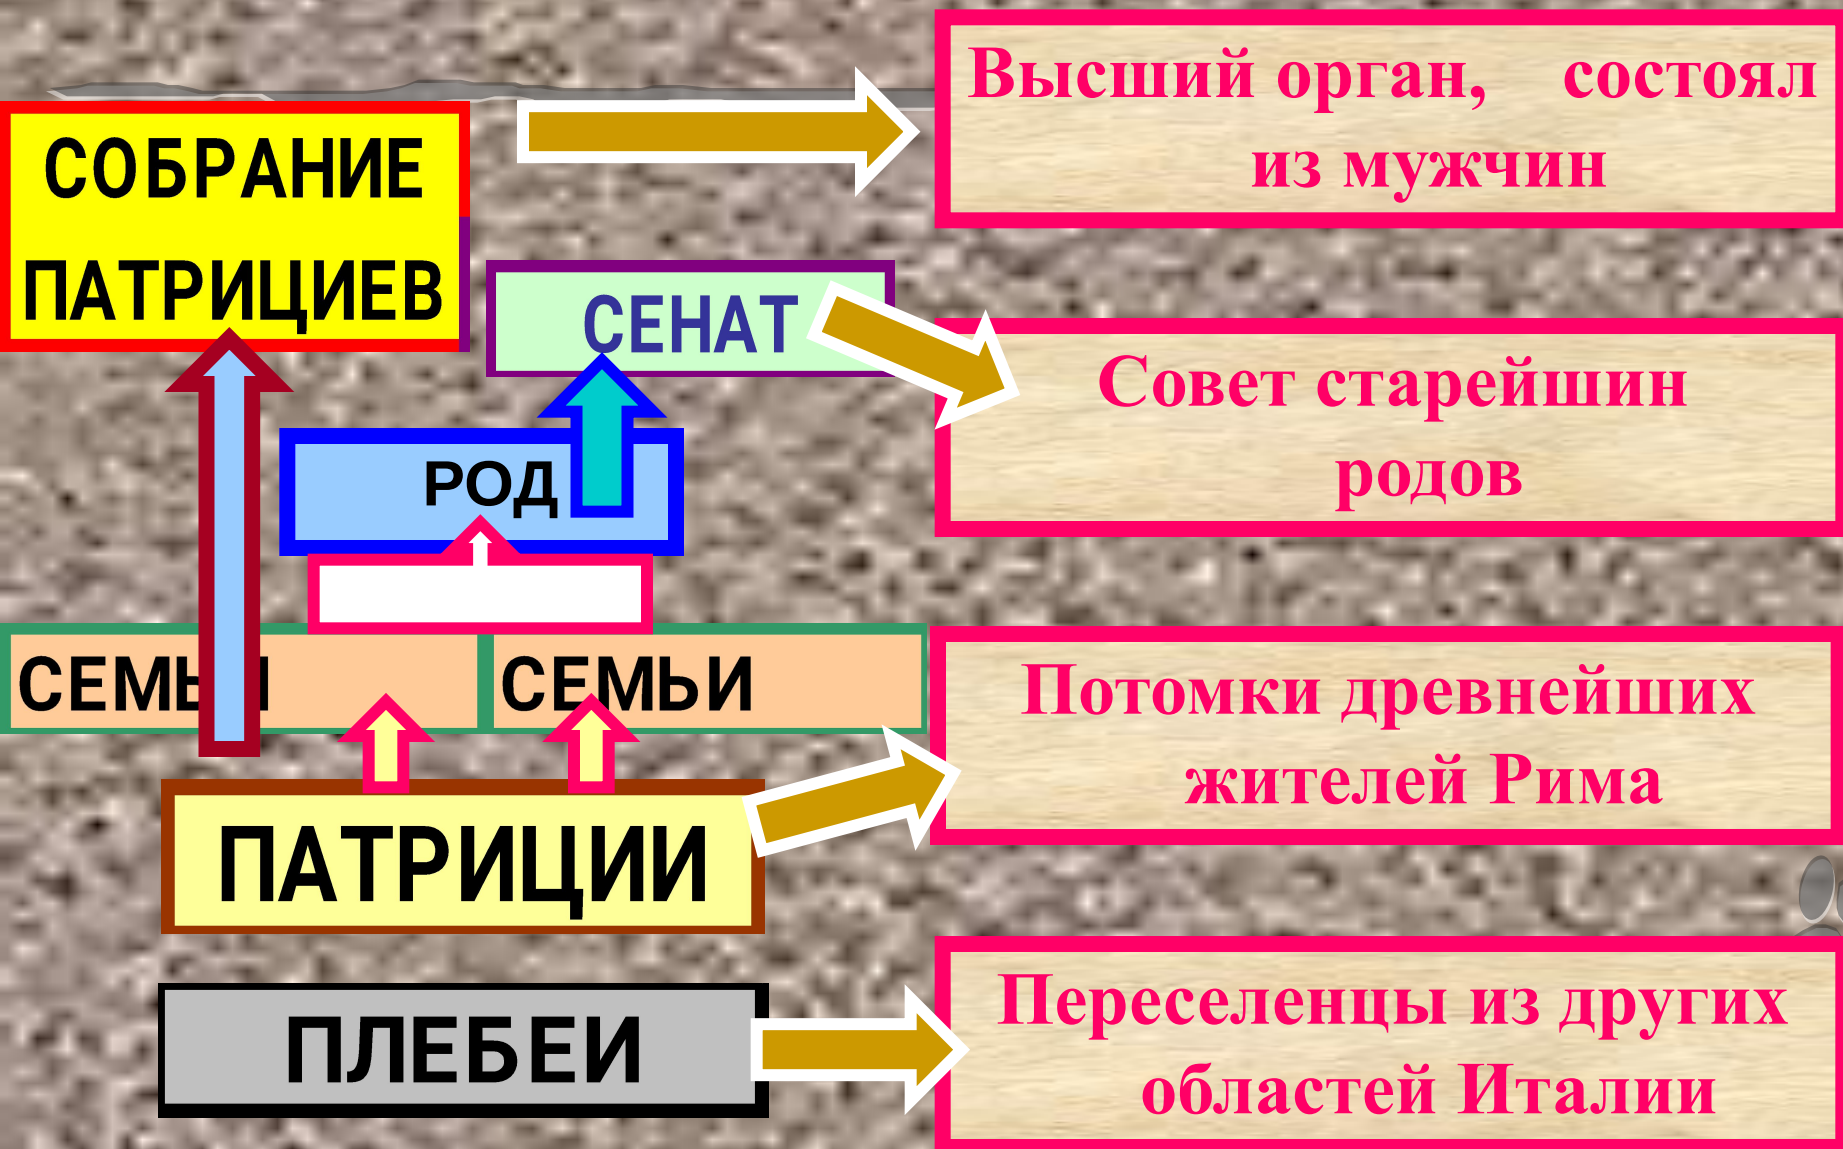 СОБРАНИЕ
ПАТРИЦИЕВ
Высший орган, состоял
из мужчин
СЕНАТ
Совет старейшин
родов
РОД
СЕМЬИ
СЕМЬИ
Потомки древнейших
жителей Рима
ПАТРИЦИИ
ПЛЕБЕИ
Переселенцы из других
областей Италии